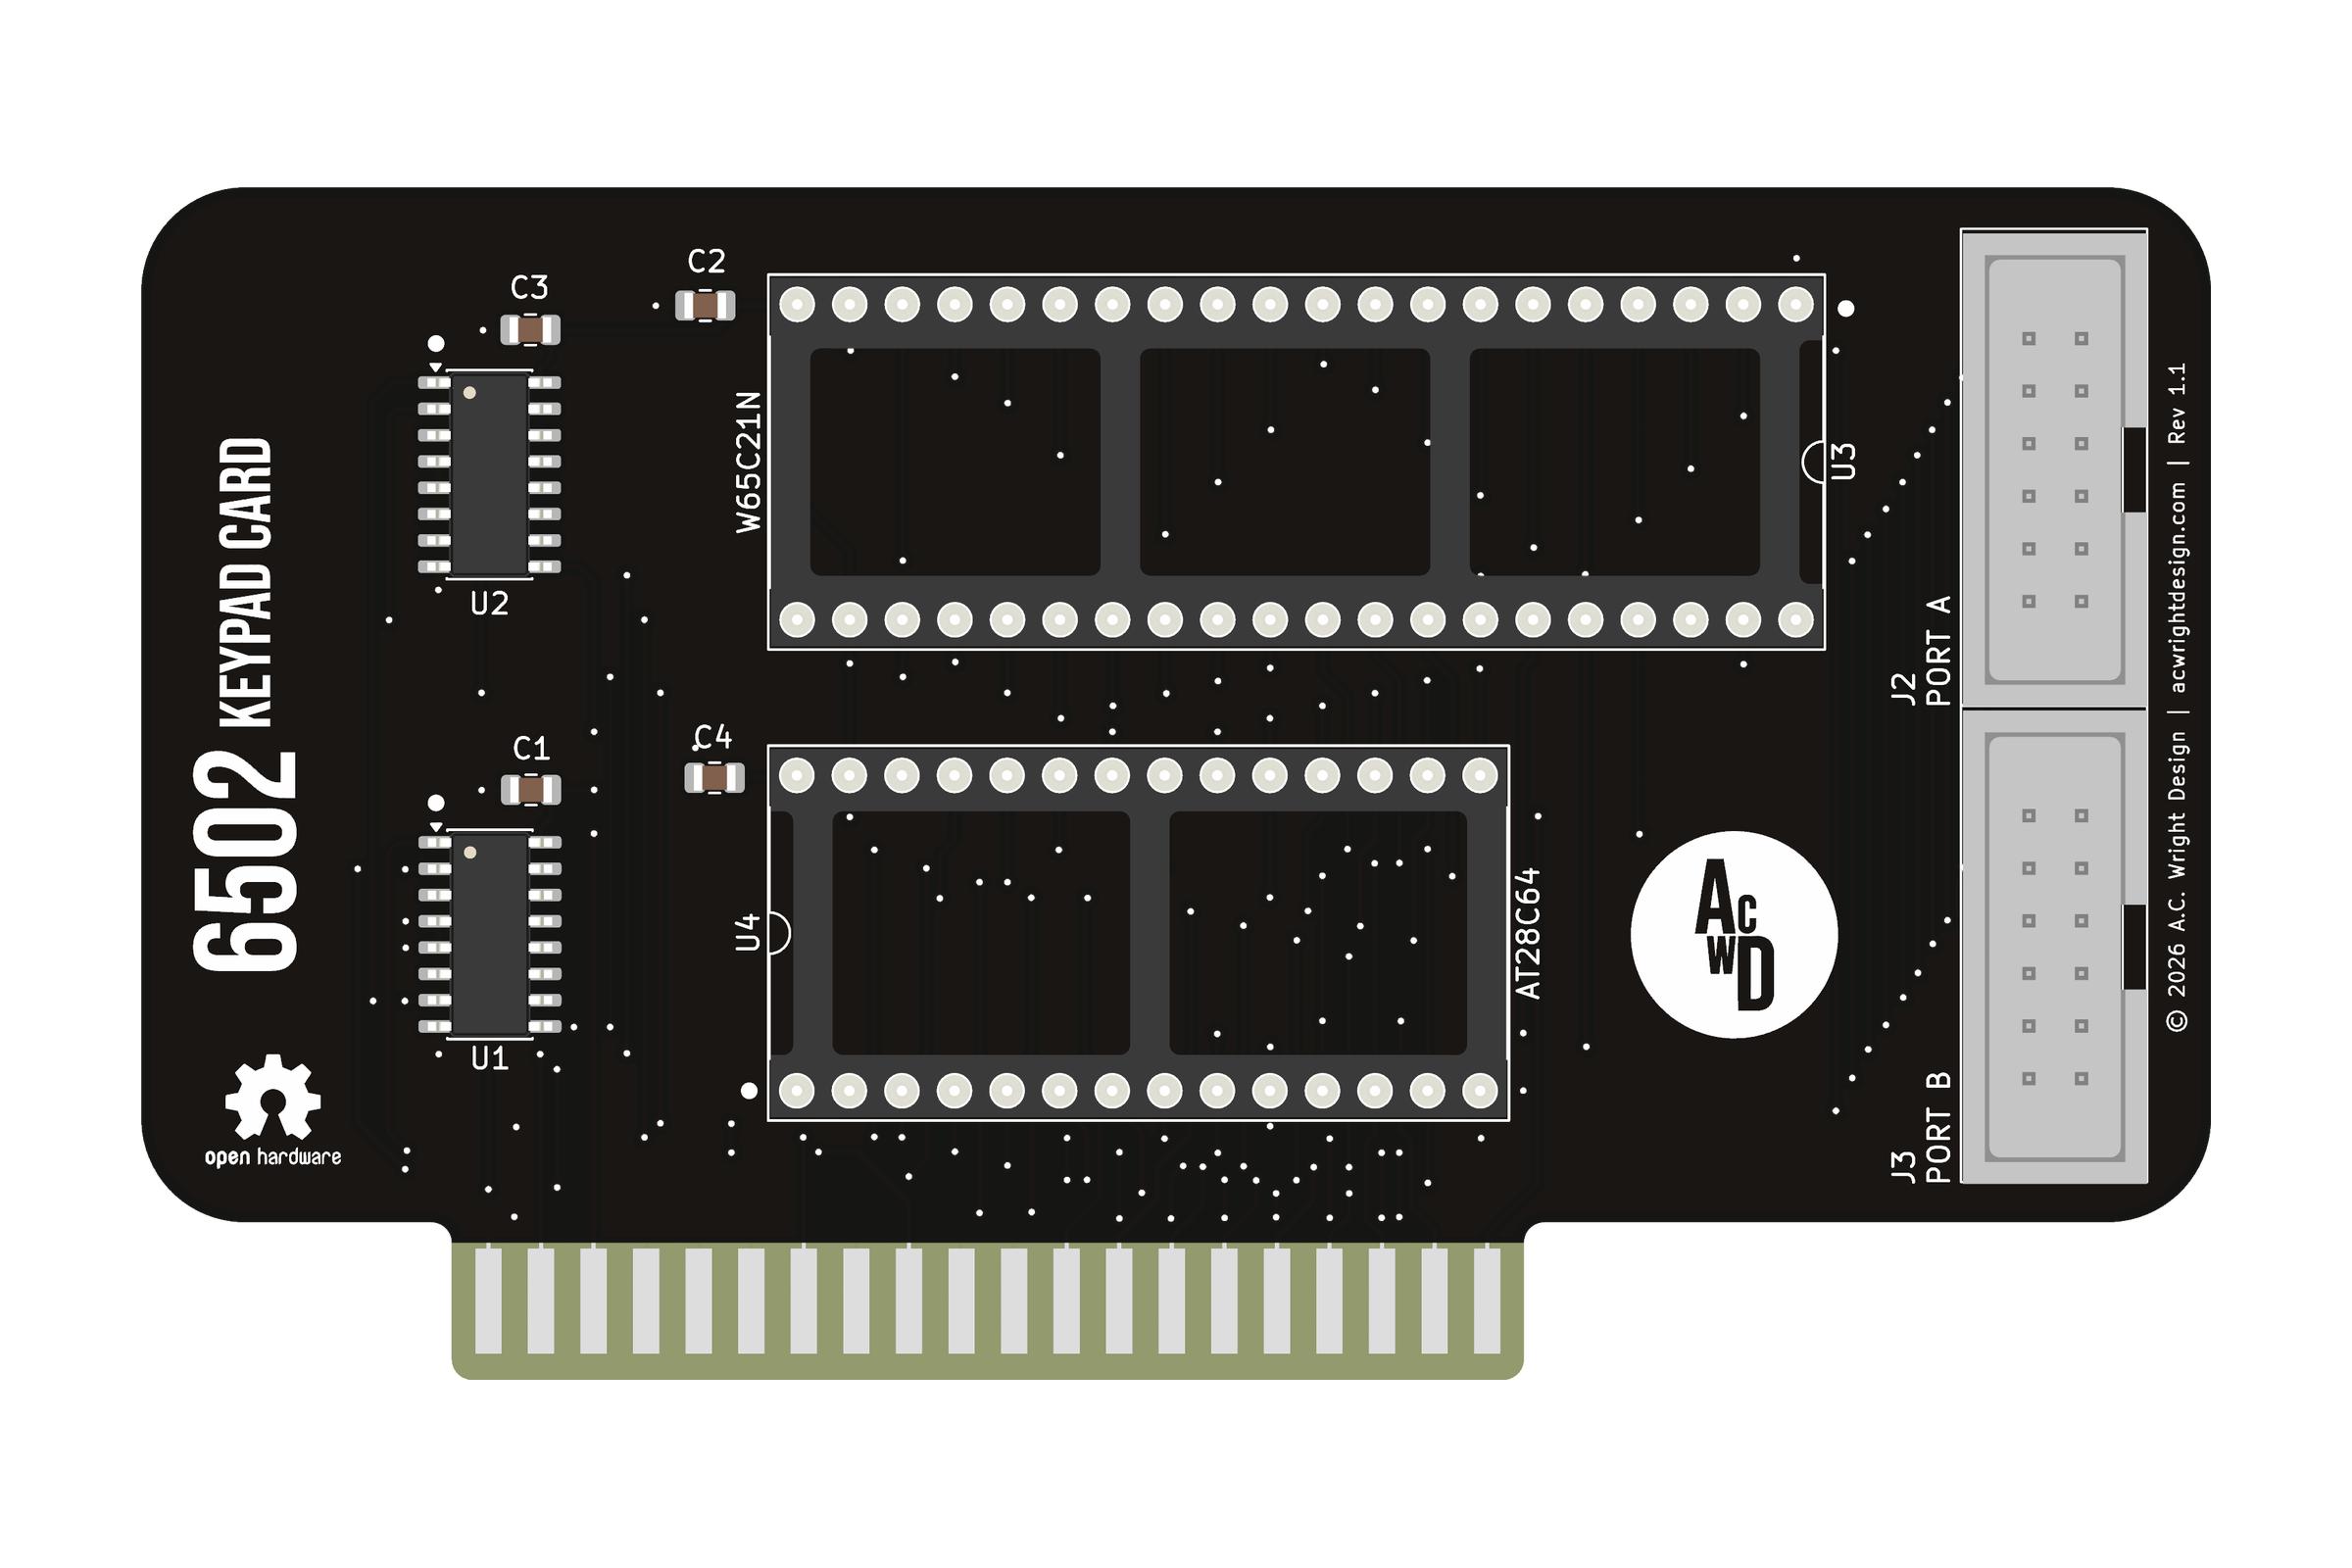 6502 KEYPAD CARD
open hardware
C3
C2
U2
W65C21N
U3
C1
C4
U1
U4
AT28C64
ACWD
J2
PORT A
J3
PORT B
© 2026 A.C. Wright Design | acwrightdesign.com | Rev 1.1